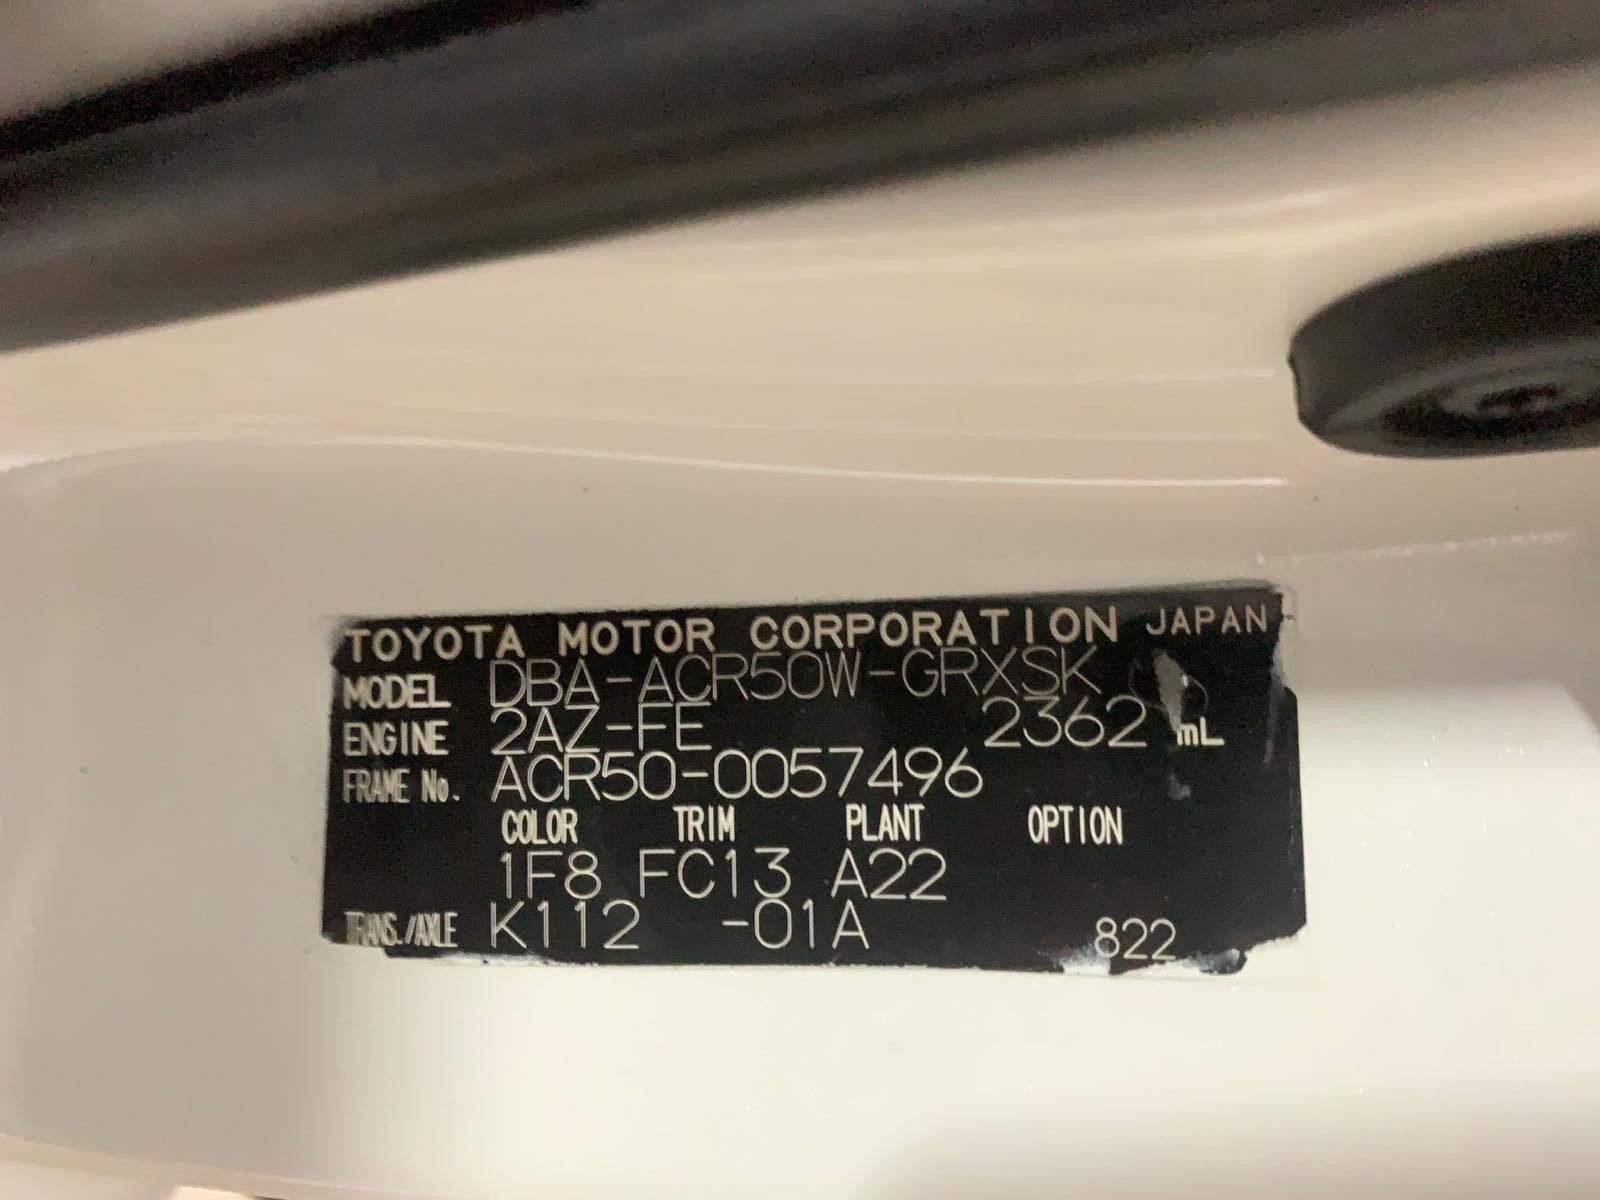 TOYOTA MOTOR CORPORATION JAPAN
MODEL DBA-ACR50W-GRXSK
ENGINE 2AZ-FE 2362 mL
FRAME No. ACR50-0057496
COLOR TRIM PLANT OPTION
1F8 FC13 A22
TRANS./AXLE K112 -01A 822